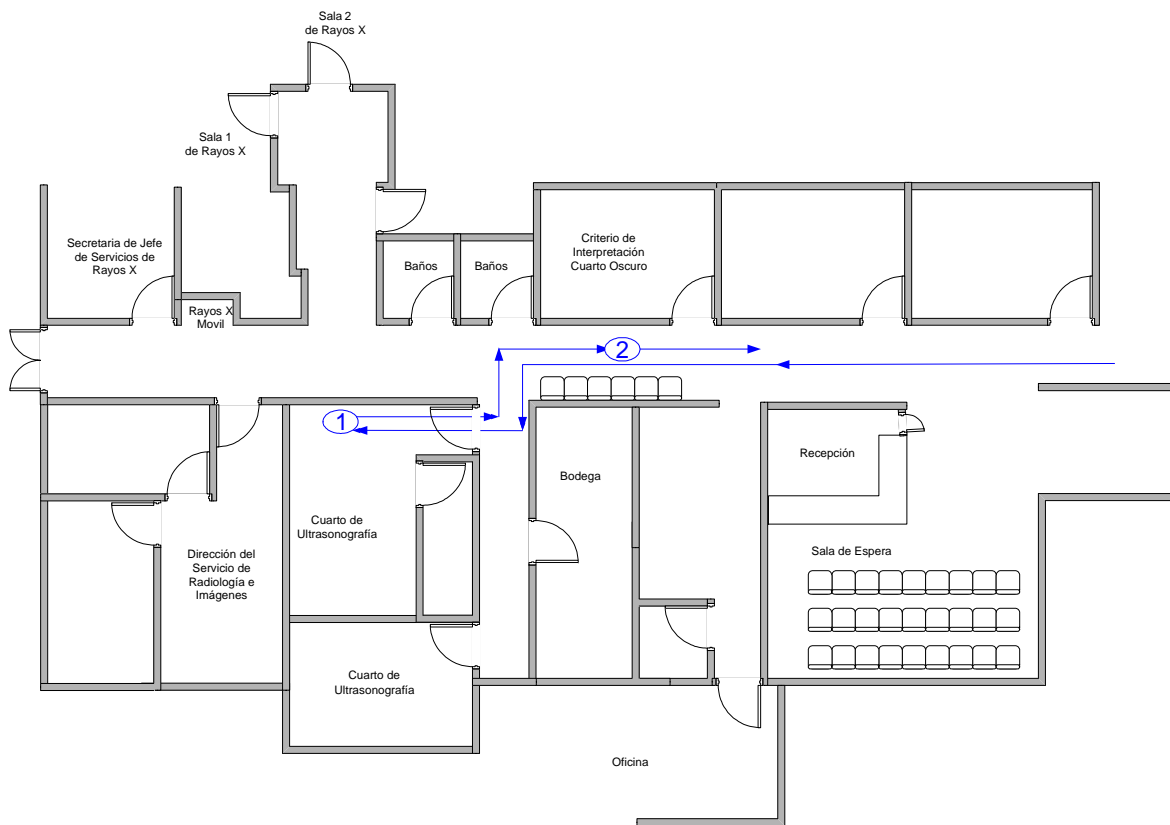 Sala 2
de Rayos X
Sala 1
de Rayos X
Secretaria de Jefe
de Servicios de
Rayos X
Rayos X
Movil
Baños
Baños
Criterio de
Interpretación
Cuarto Oscuro
2
1
Recepción
Bodega
Cuarto de
Ultrasonografía
Sala de Espera
Dirección del
Servicio de
Radiología e
Imágenes
Cuarto de
Ultrasonografía
Oficina